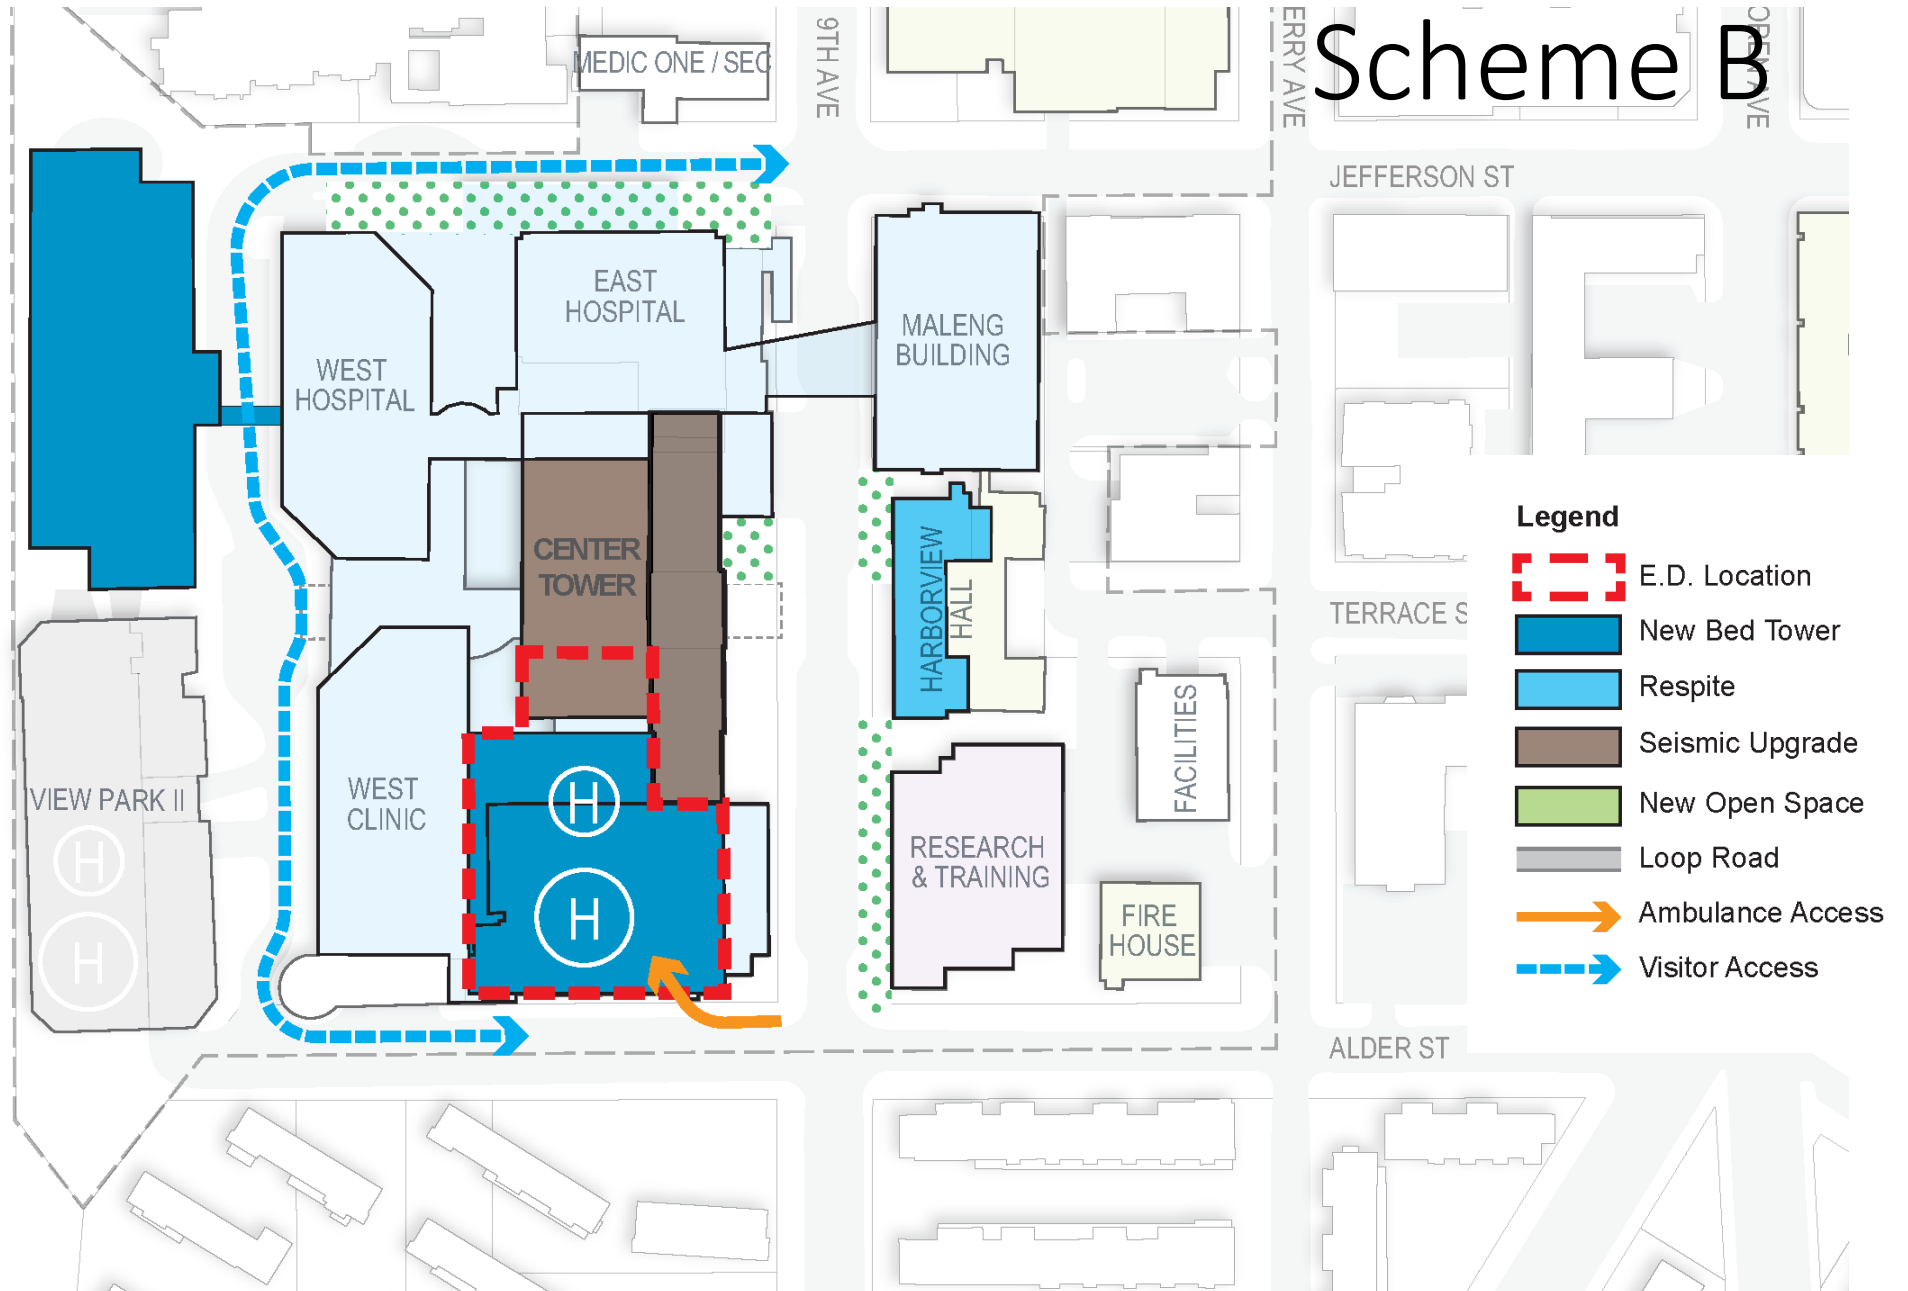 Scheme B
MEDIC ONE / SEC
9TH AVE
ERRY AVE
OREN AVE
JEFFERSON ST
EAST
HOSPITAL
MALENG
BUILDING
WEST
HOSPITAL
CENTER
TOWER
HARBORVIEW
HALL
TERRACE S
VIEW PARK II
H
H
WEST
CLINIC
H
H
RESEARCH
& TRAINING
FACILITIES
FIRE
HOUSE
ALDER ST
Legend
E.D. Location
New Bed Tower
Respite
Seismic Upgrade
New Open Space
Loop Road
Ambulance Access
Visitor Access